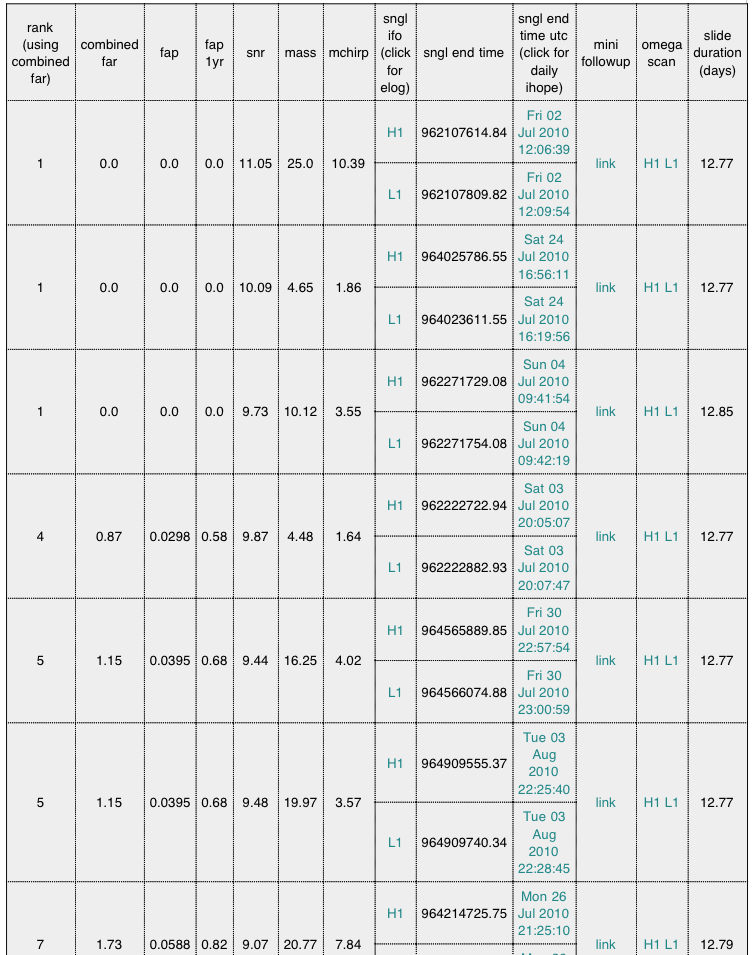 rank (using combined far) combined far fap fap 1yr snr mass mchirp sngl ifo (click for elog) sngl end time sngl end time utc (click for daily ihope) mini followup omega scan slide duration (days)
1 0.0 0.0 0.0 11.05 25.0 10.39 H1 962107614.84 Fri 02 Jul 2010 12:06:39 link H1 L1 12.77
L1 962107809.82 Fri 02 Jul 2010 12:09:54
1 0.0 0.0 0.0 10.09 4.65 1.86 H1 964025786.55 Sat 24 Jul 2010 16:56:11 link H1 L1 12.77
L1 964023611.55 Sat 24 Jul 2010 16:19:56
1 0.0 0.0 0.0 9.73 10.12 3.55 H1 962271729.08 Sun 04 Jul 2010 09:41:54 link H1 L1 12.85
L1 962271754.08 Sun 04 Jul 2010 09:42:19
4 0.87 0.0298 0.58 9.87 4.48 1.64 H1 962222722.94 Sat 03 Jul 2010 20:05:07 link H1 L1 12.77
L1 962222882.93 Sat 03 Jul 2010 20:07:47
5 1.15 0.0395 0.68 9.44 16.25 4.02 H1 964565889.85 Fri 30 Jul 2010 22:57:54 link H1 L1 12.77
L1 964566074.88 Fri 30 Jul 2010 23:00:59
5 1.15 0.0395 0.68 9.48 19.97 3.57 H1 964909555.37 Tue 03 Aug 2010 22:25:40 link H1 L1 12.77
L1 964909740.34 Tue 03 Aug 2010 22:28:45
7 1.73 0.0588 0.82 9.07 20.77 7.84 H1 964214725.75 Mon 26 Jul 2010 21:25:10 link H1 L1 12.79